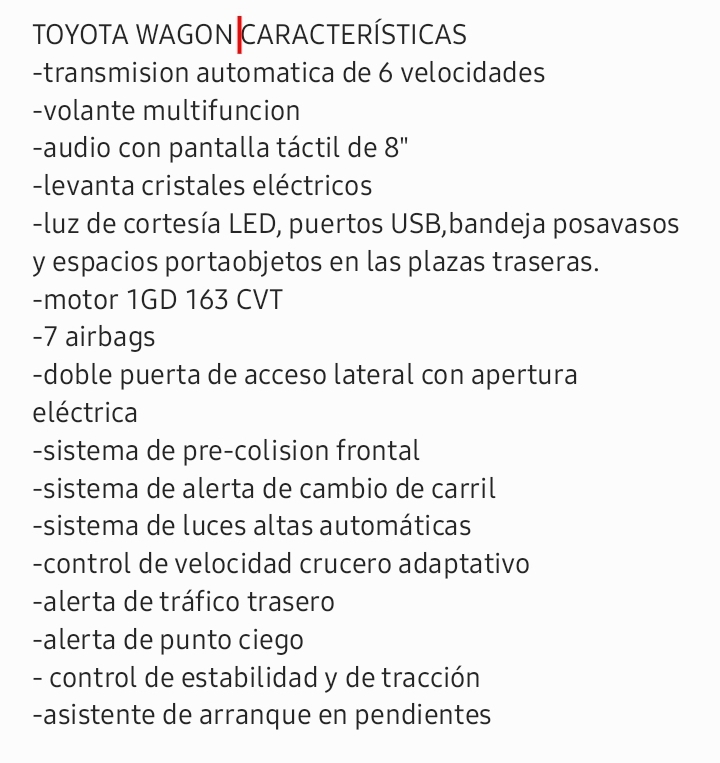 TOYOTA WAGON CARACTERÍSTICAS
-transmision automatica de 6 velocidades
-volante multifuncion
-audio con pantalla táctil de 8"
-levanta cristales eléctricos
-luz de cortesía LED, puertos USB,bandeja posavasos
y espacios portaobjetos en las plazas traseras.
-motor 1GD 163 CVT
-7 airbags
-doble puerta de acceso lateral con apertura
eléctrica
-sistema de pre-colision frontal
-sistema de alerta de cambio de carril
-sistema de luces altas automáticas
-control de velocidad crucero adaptativo
-alerta de tráfico trasero
-alerta de punto ciego
- control de estabilidad y de tracción
-asistente de arranque en pendientes